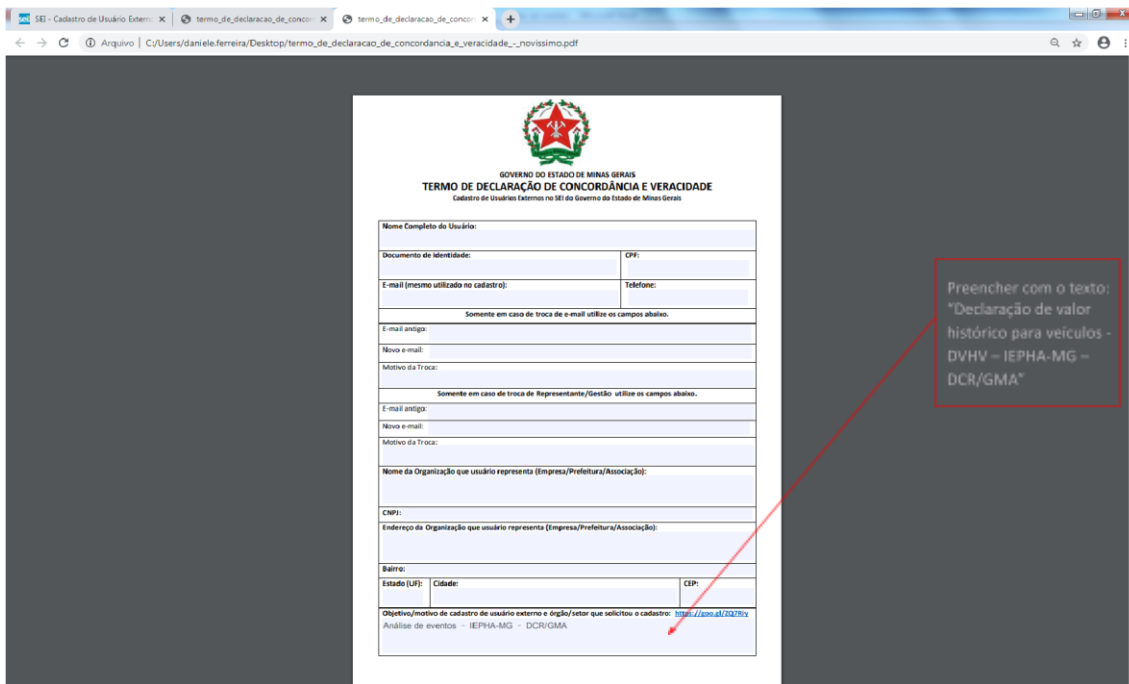 SEI - Cadastro de Usuário Extern
termo_de_declaracao_de_concor
termo_de_declaracao_de_concor
Arquivo | C:/Users/daniele.ferreira/Desktop/termo_de_declaracao_de_concordancia_e_veracidade_-_novissimo.pdf
GOVERNO DO ESTADO DE MINAS GERAIS
TERMO DE DECLARAÇÃO DE CONCORDÂNCIA E VERACIDADE
Cadastro de Usuários Externos no SEI do Governo do Estado de Minas Gerais
Nome Completo do Usuário:
Documento de Identidade: CPF:
E-mail (mesmo utilizado no cadastro): Telefone:
Somente em caso de troca de e-mail utilize os campos abaixo.
E-mail antigo:
Novo e-mail:
Motivo da Troca:
Somente em caso de troca de Representante/Gestão utilize os campos abaixo.
E-mail antigo:
Novo e-mail:
Motivo da Troca:
Nome da Organização que usuário representa (Empresa/Prefeitura/Associação):
CNPJ:
Endereço da Organização que usuário representa (Empresa/Prefeitura/Associação):
Bairro:
Estado (UF): Cidade: CEP:
Objetivo/motivo de cadastro de usuário externo e órgão/setor que solicitou o cadastro: https://goo.gl/ZQ7Rjy
Análise de eventos - IEPHA-MG - DCR/GMA
Preencher com o texto:
"Declaração de valor
histórico para veículos -
DVHV – IEPHA-MG –
DCR/GMA"